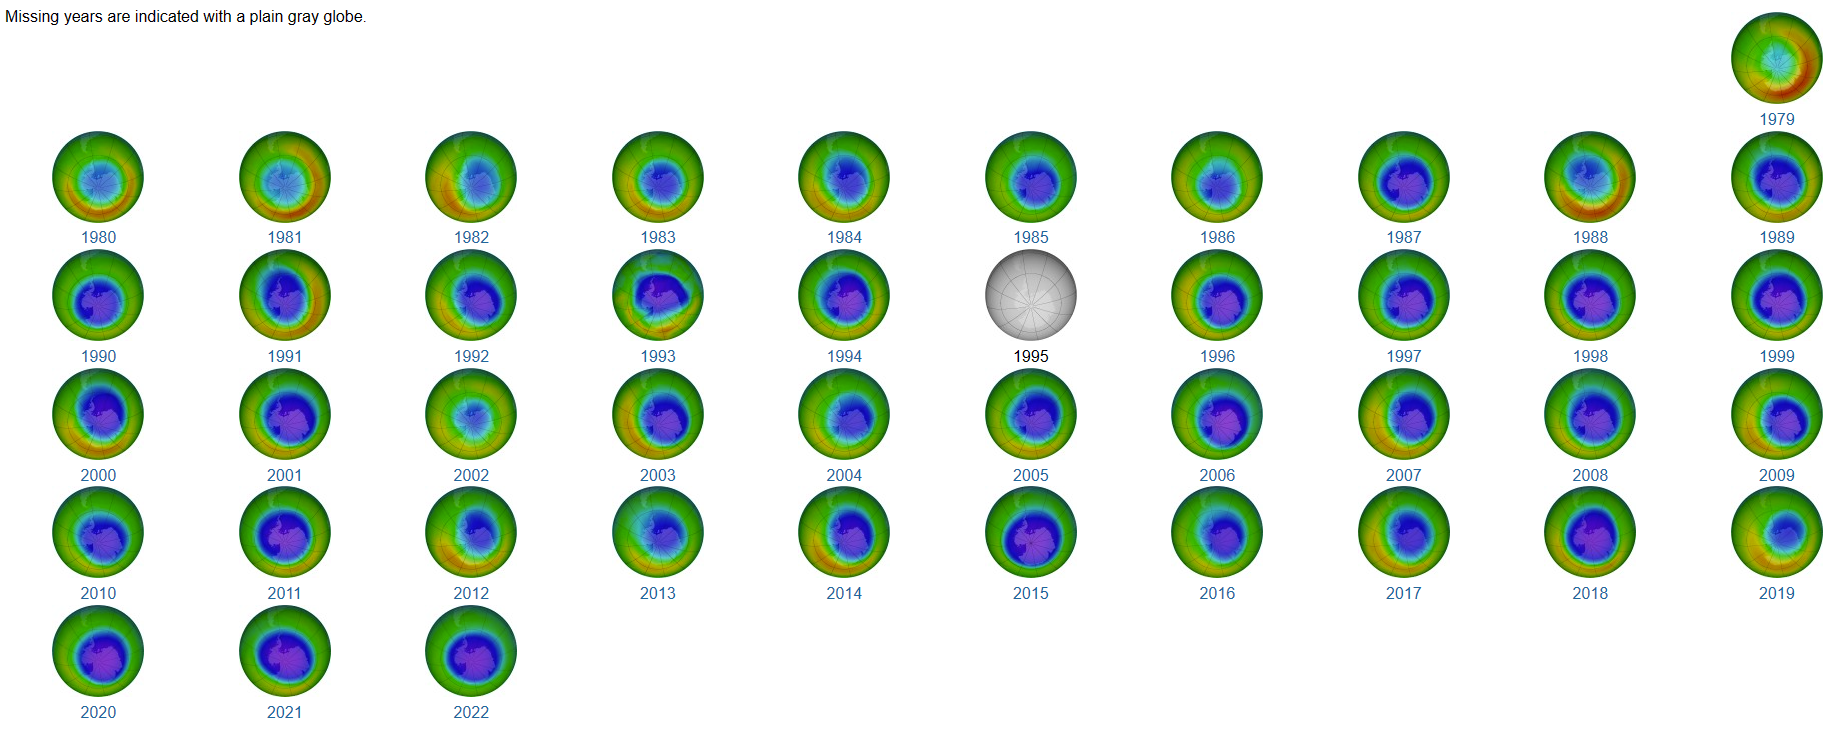 Missing years are indicated with a plain gray globe.
1979
1980 1981 1982 1983 1984 1985 1986 1987 1988 1989
1990 1991 1992 1993 1994 1995 1996 1997 1998 1999
2000 2001 2002 2003 2004 2005 2006 2007 2008 2009
2010 2011 2012 2013 2014 2015 2016 2017 2018 2019
2020 2021 2022